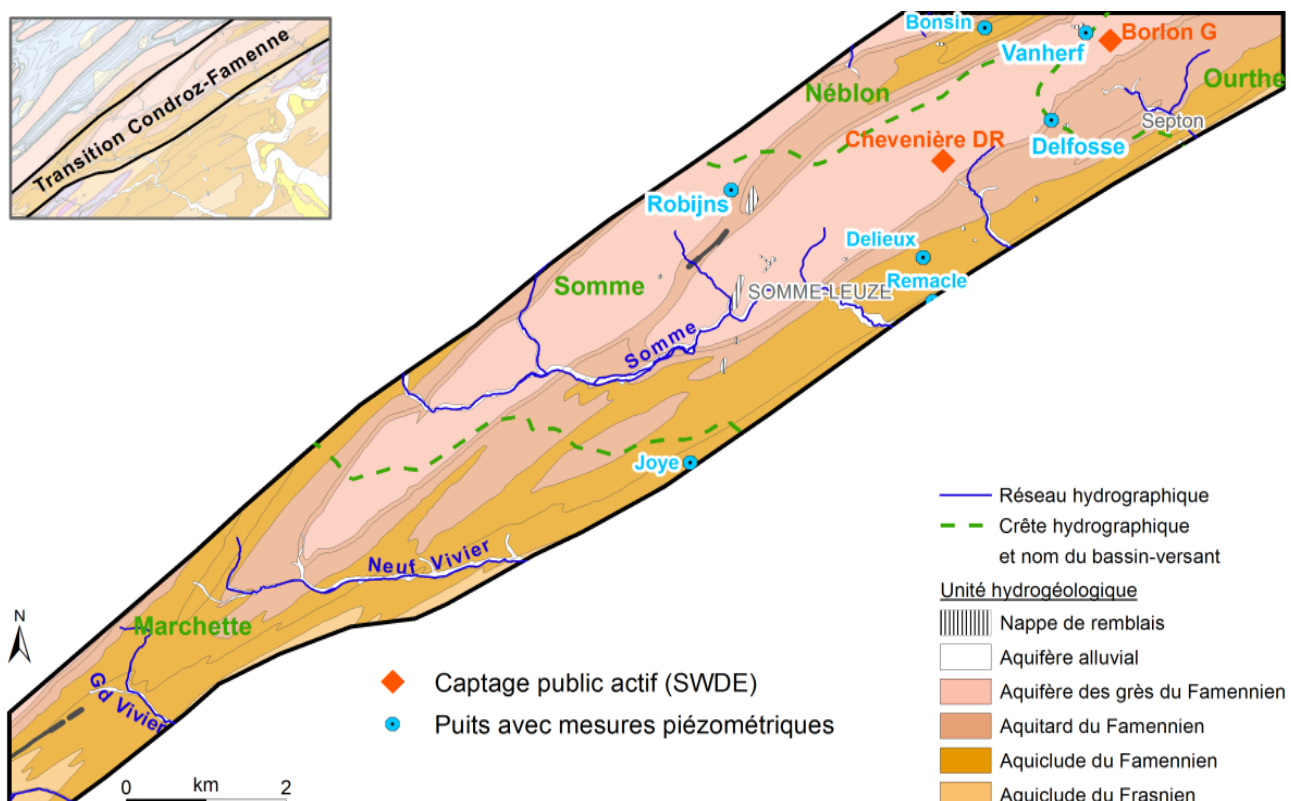 Transition Condroz-Famenne
Bonsin
Vanherf
Borlon G
Ourthe
Néblon
Septon
Chevenière DR
Delfosse
Robijns
Delieux
Remacle
Somme
SOMME-LEUZE
Somme
Joye
Neuf Vivier
Marchette
Gd Vivier
N
0 km 2
Captage public actif (SWDE)
Puits avec mesures piézométriques
Réseau hydrographique
Crête hydrographique
et nom du bassin-versant
Unité hydrogéologique
Nappe de remblais
Aquifère alluvial
Aquifère des grès du Famennien
Aquitard du Famennien
Aquiclude du Famennien
Aquiclude du Frasnien